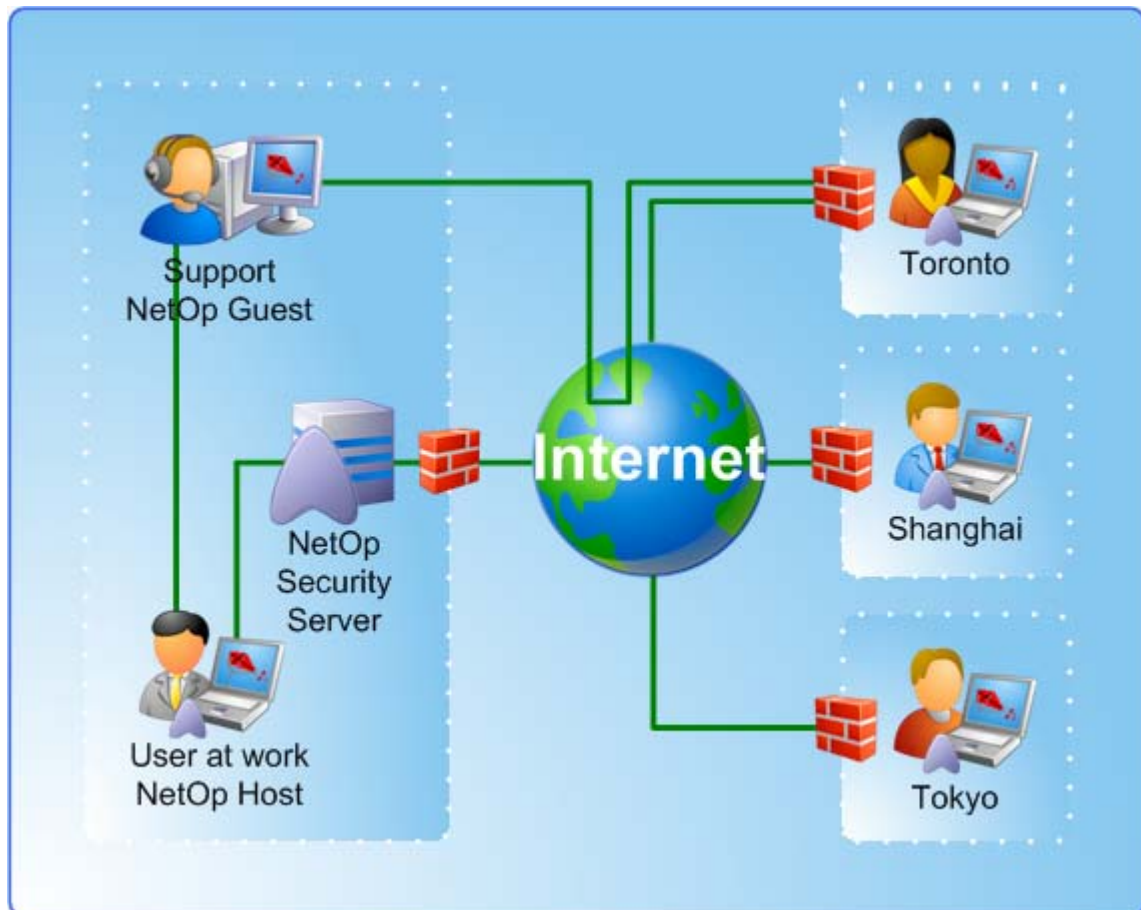 Support
NetOp Guest
NetOp
Security
Server
User at work
NetOp Host
Internet
Toronto
Shanghai
Tokyo